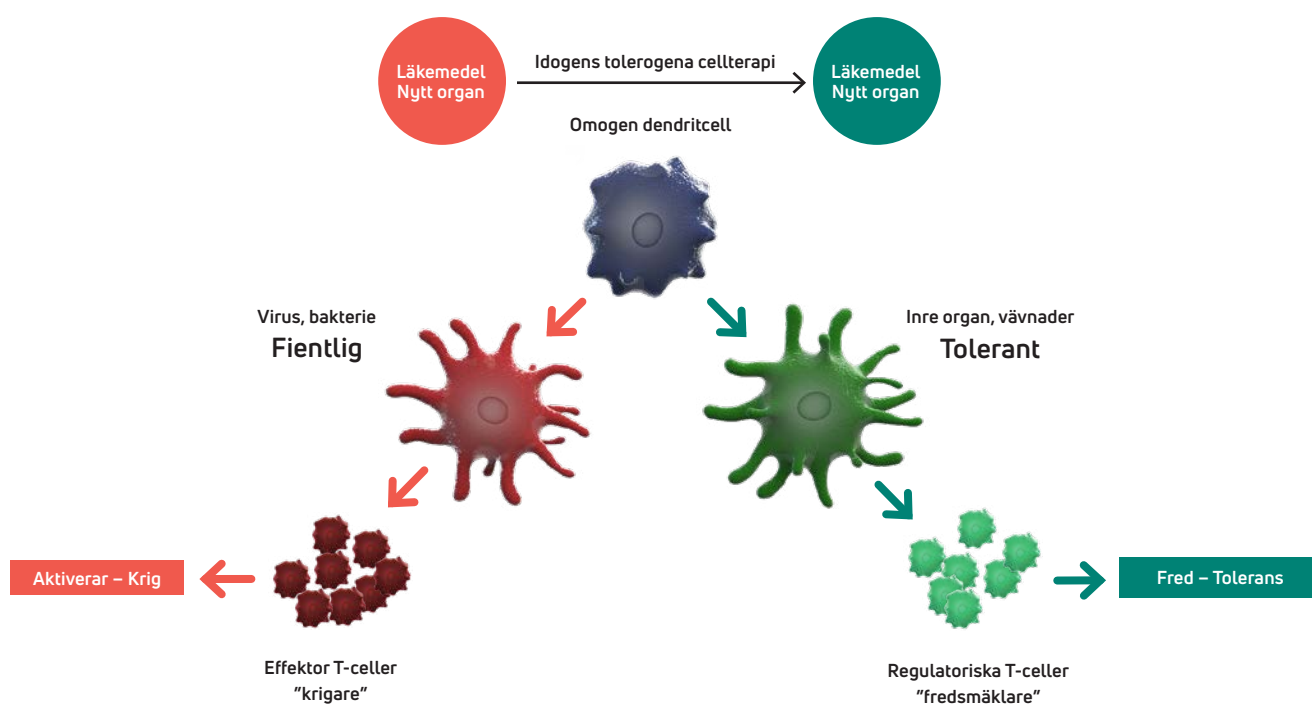 Läkemedel
Nytt organ
Idogens tolerogena cellterapi
Läkemedel
Nytt organ
Omogen dendritcell
Virus, bakterie
Fientlig
Inre organ, vävnader
Tolerant
Aktiverar – Krig
Fred – Tolerans
Effektor T-celler
”krigare”
Regulatoriska T-celler
”fredsmäklare”